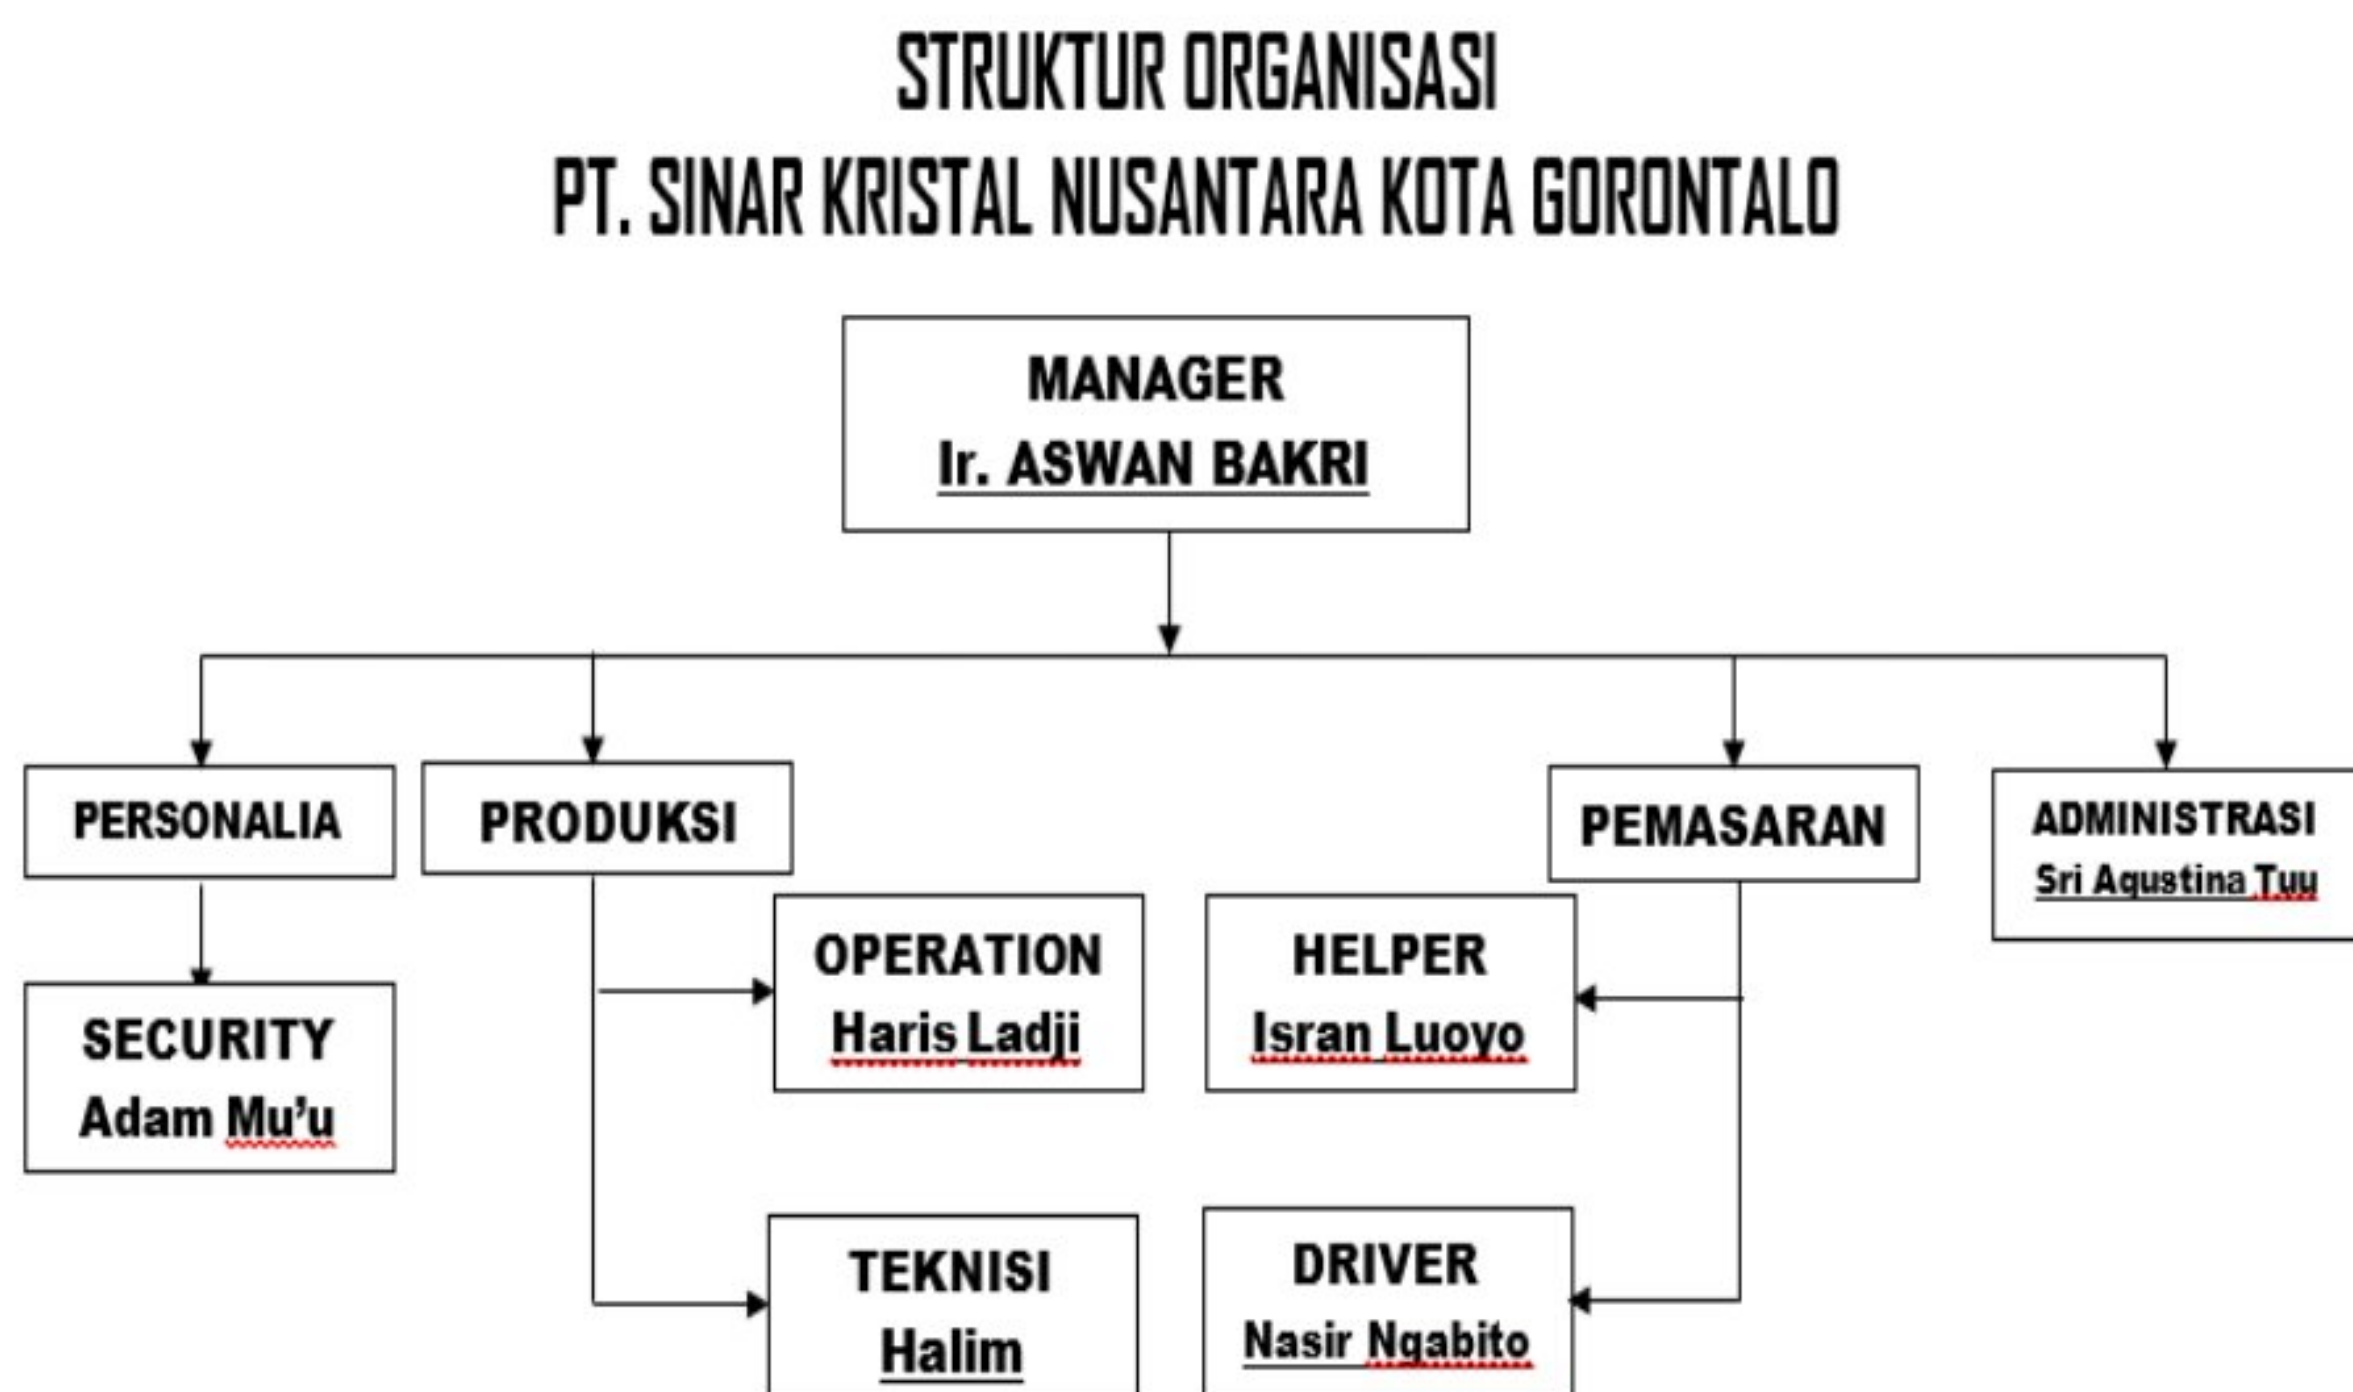 STRUKTUR ORGANISASI
PT. SINAR KRISTAL NUSANTARA KOTA GORONTALO
MANAGER
Ir. ASWAN BAKRI
PERSONALIA
PRODUKSI
PEMASARAN
ADMINISTRASI
Sri Agustina Tuu
OPERATION
Haris Ladji
HELPER
Isran Luoyo
SECURITY
Adam Mu’u
TEKNISI
Halim
DRIVER
Nasir Ngabito